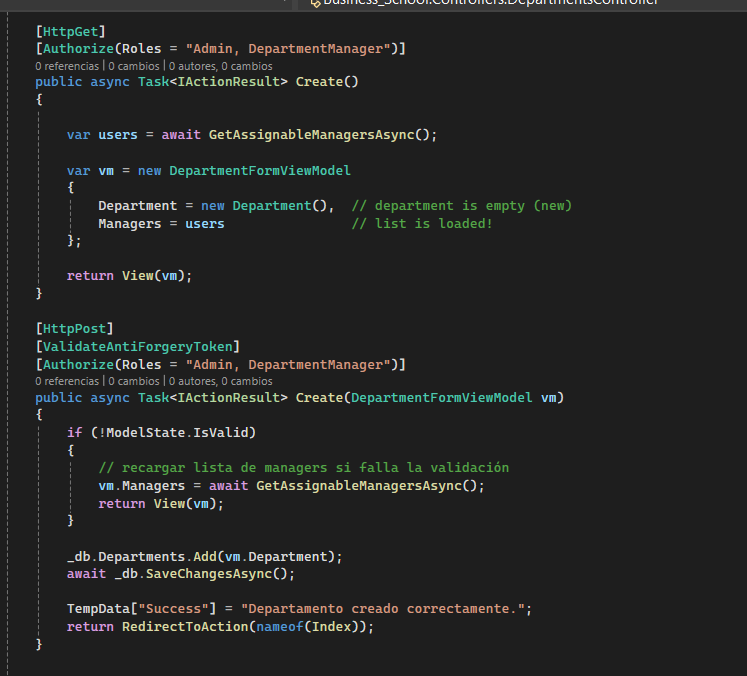 Business_School.Controllers.DepartmentsController
[HttpGet]
[Authorize(Roles = "Admin, DepartmentManager")]
0 referencias | 0 cambios | 0 autores, 0 cambios
public async Task<IActionResult> Create()
{
var users = await GetAssignableManagersAsync();
var vm = new DepartmentFormViewModel
{
Department = new Department(), // department is empty (new)
Managers = users // list is loaded!
};
return View(vm);
}
[HttpPost]
[ValidateAntiForgeryToken]
[Authorize(Roles = "Admin, DepartmentManager")]
0 referencias | 0 cambios | 0 autores, 0 cambios
public async Task<IActionResult> Create(DepartmentFormViewModel vm)
{
if (!ModelState.IsValid)
{
// recargar lista de managers si falla la validación
vm.Managers = await GetAssignableManagersAsync();
return View(vm);
}
_db.Departments.Add(vm.Department);
await _db.SaveChangesAsync();
TempData["Success"] = "Departamento creado correctamente.";
return RedirectToAction(nameof(Index));
}